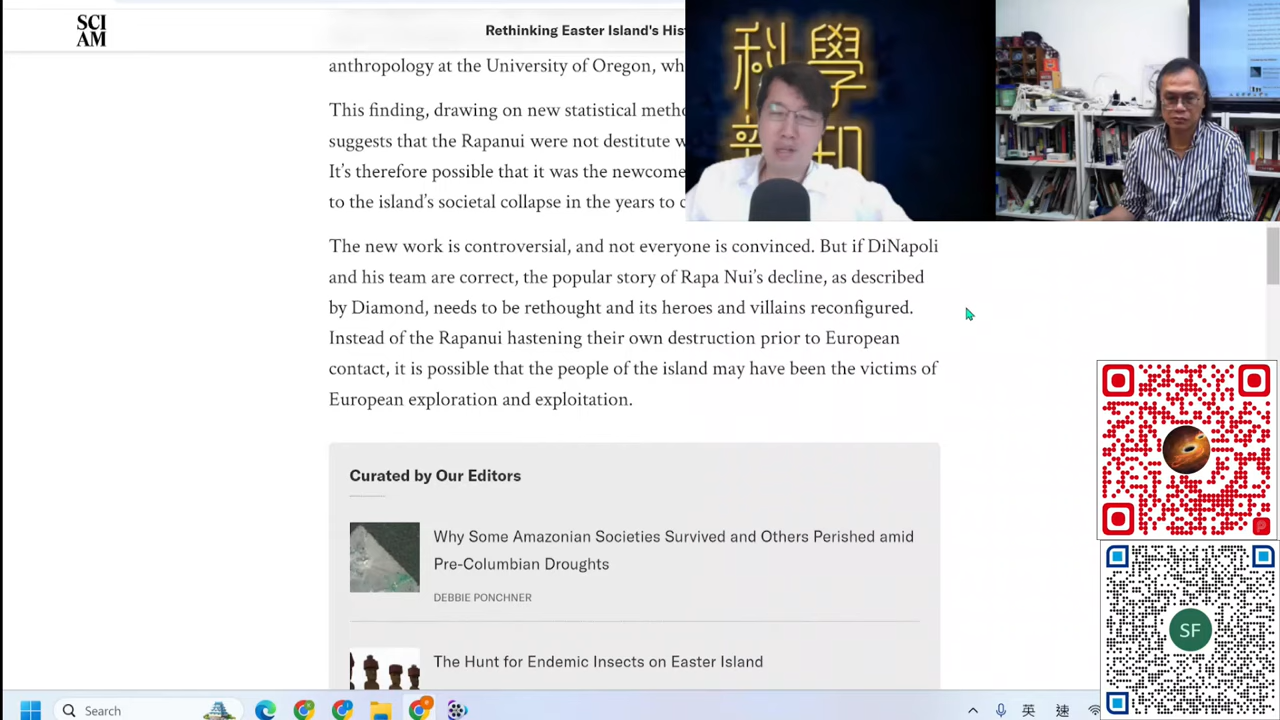 SCI
AM
Rethinking Easter Island's His
anthropology at the University of Oregon, wh
This finding, drawing on new statistical metho
suggests that the Rapanui were not destitute w
It's therefore possible that it was the newcome
to the island's societal collapse in the years to c
The new work is controversial, and not everyone is convinced. But if DiNapoli
and his team are correct, the popular story of Rapa Nui's decline, as described
by Diamond, needs to be rethought and its heroes and villains reconfigured.
Instead of the Rapanui hastening their own destruction prior to European
contact, it is possible that the people of the island may have been the victims of
European exploration and exploitation.
Curated by Our Editors
Why Some Amazonian Societies Survived and Others Perished amid
Pre-Columbian Droughts
DEBBIE PONCHNER
The Hunt for Endemic Insects on Easter Island
科學
新知
SF
Search
英
速